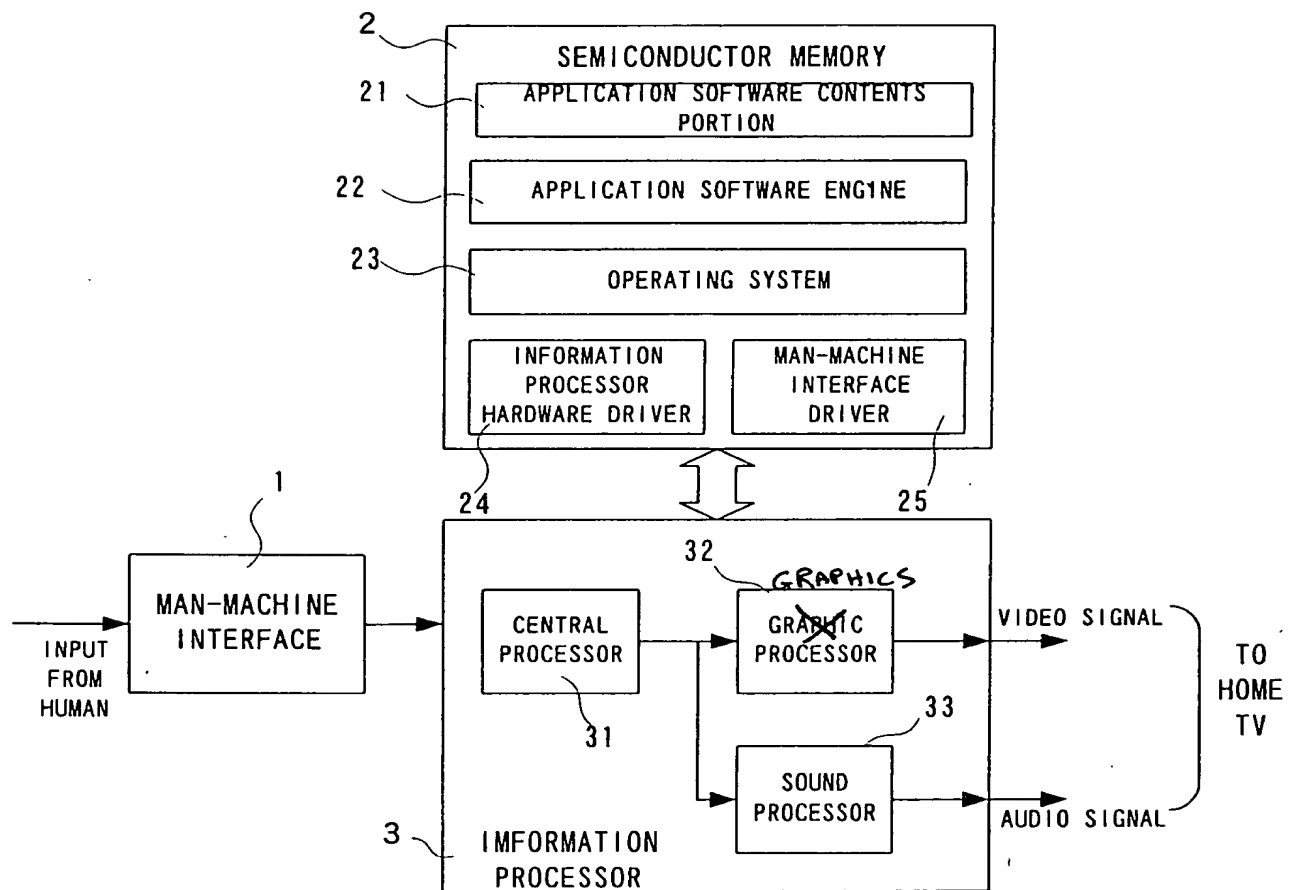 2
SEMICONDUCTOR MEMORY
21
APPLICATION SOFTWARE CONTENTS
PORTION
22
APPLICATION SOFTWARE ENGINE
23
OPERATING SYSTEM
INFORMATION
PROCESSOR
HARDWARE DRIVER
MAN-MACHINE
INTERFACE
DRIVER
24
25
1
MAN-MACHINE
INTERFACE
INPUT
FROM
HUMAN
32
GRAPHICS
CENTRAL
PROCESSOR
31
GRAPHIC
PROCESSOR
33
SOUND
PROCESSOR
VIDEO SIGNAL
AUDIO SIGNAL
TO
HOME
TV
3
IMFORMATION
PROCESSOR